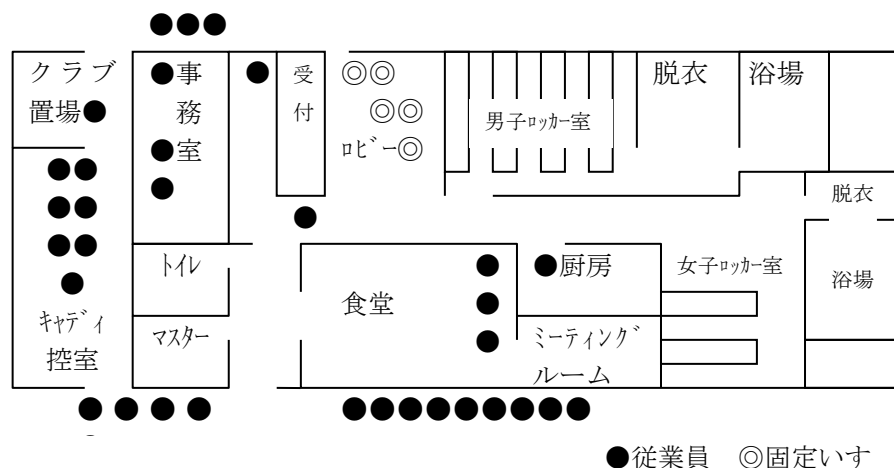 ●●●
クラブ
置場●
●事
務
●室
●
●
受
付
◎◎
◎◎
ﾛﾋﾞｰ◎
男子ﾛｯｶｰ室
脱衣
浴場
脱衣
浴場
●●
●●
●●
●
ｷｬﾃﾞｨ
控室
●
トイレ
マスター
食堂
●
●
●
●厨房
ﾐｰﾃｨﾝｸﾞ
ルーム
女子ﾛｯｶｰ室
●●●●
●●●●●●●●●
●従業員 ◎固定いす